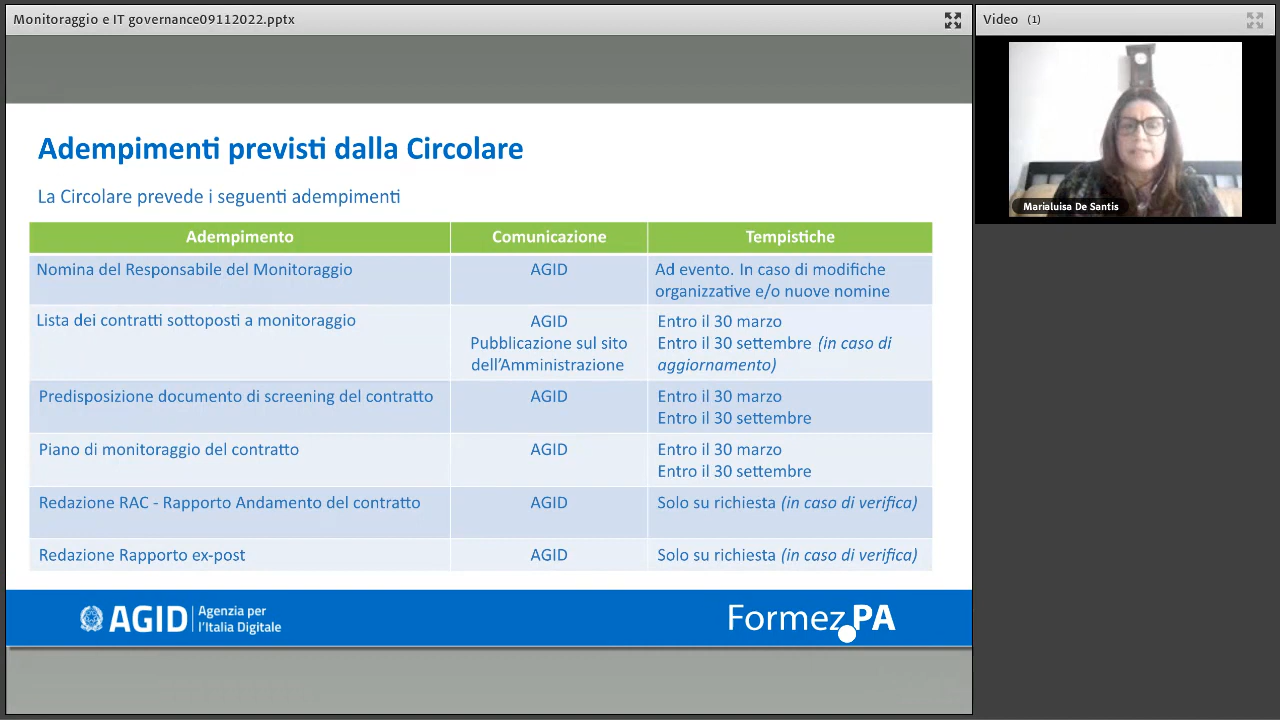 Monitoraggio e IT governance09112022.pptx
Video (1)
Marialuisa De Santis
Adempimenti previsti dalla Circolare
La Circolare prevede i seguenti adempimenti
Adempimento Comunicazione Tempistiche
Nomina del Responsabile del Monitoraggio AGID Ad evento. In caso di modifiche
organizzative e/o nuove nomine
Lista dei contratti sottoposti a monitoraggio AGID Entro il 30 marzo
Pubblicazione sul sito Entro il 30 settembre (in caso di
dell'Amministrazione aggiornamento)
Predisposizione documento di screening del contratto AGID Entro il 30 marzo
Entro il 30 settembre
Piano di monitoraggio del contratto AGID Entro il 30 marzo
Entro il 30 settembre
Redazione RAC - Rapporto Andamento del contratto AGID Solo su richiesta (in caso di verifica)
Redazione Rapporto ex-post AGID Solo su richiesta (in caso di verifica)
AGID Agenzia per
l'Italia Digitale
Formez PA